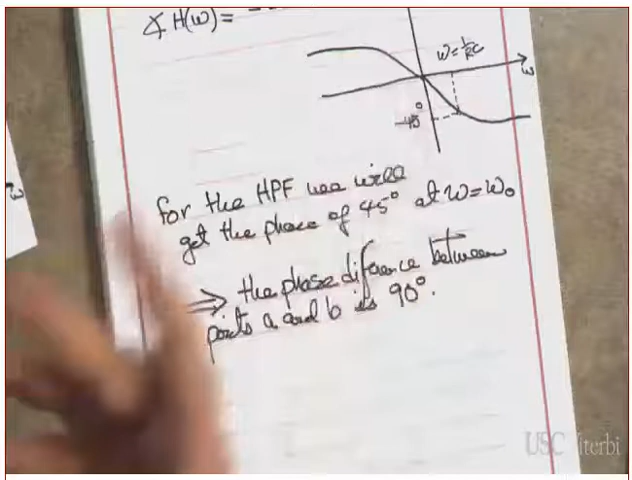 ∡ H(ω) =
ω = 1/RC
ω
-45°
for the HPF we will
get the phase of 45° at ω = ω₀
⇒ the phase diference between
points a and b is 90°.
ω
USC Viterbi